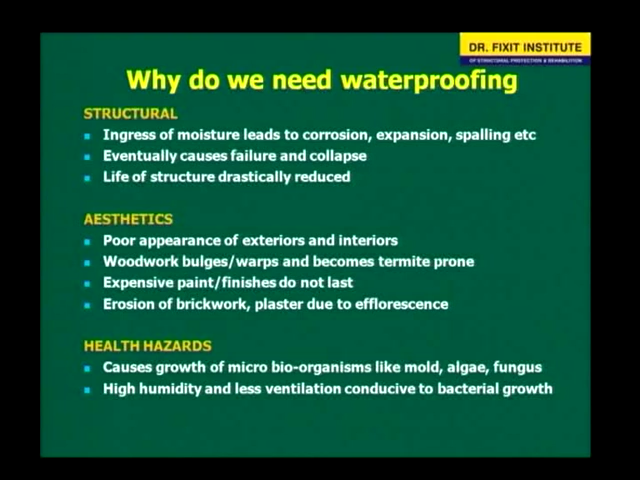 DR. FIXIT INSTITUTE
OF STRUCTURAL PROTECTION & REHABILITATION
Why do we need waterproofing
STRUCTURAL
Ingress of moisture leads to corrosion, expansion, spalling etc
Eventually causes failure and collapse
Life of structure drastically reduced
AESTHETICS
Poor appearance of exteriors and interiors
Woodwork bulges/warps and becomes termite prone
Expensive paint/finishes do not last
Erosion of brickwork, plaster due to efflorescence
HEALTH HAZARDS
Causes growth of micro bio-organisms like mold, algae, fungus
High humidity and less ventilation conducive to bacterial growth